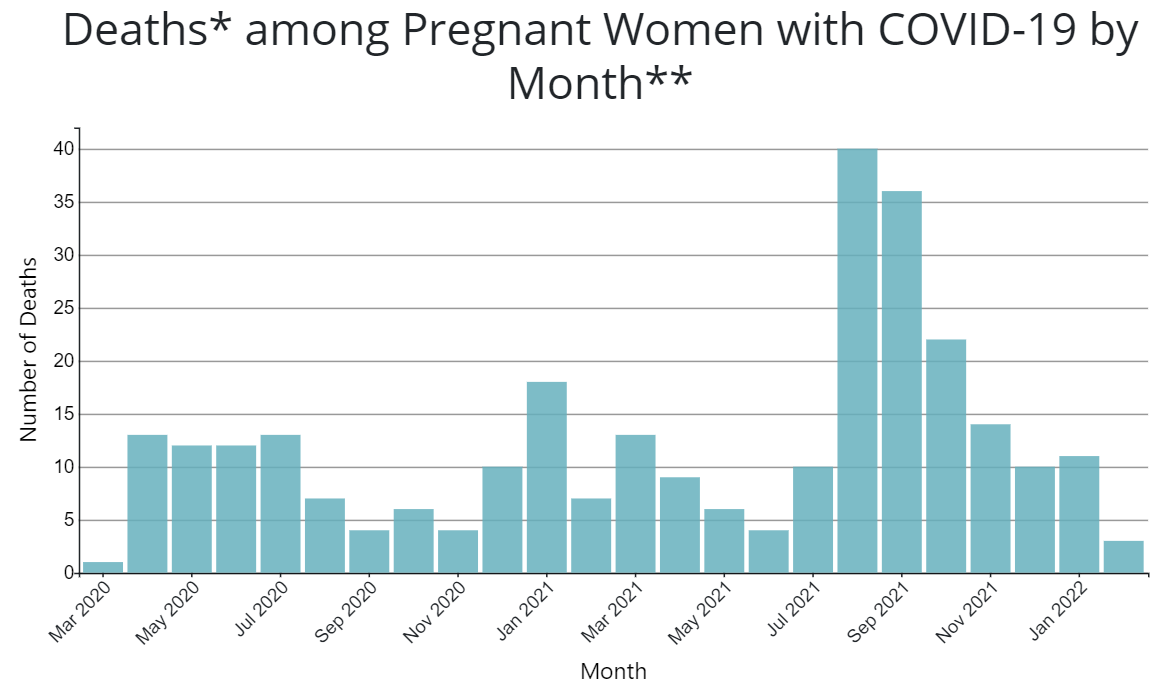 Deaths* among Pregnant Women with COVID-19 by
Month**
Number of Deaths
40
35
30
25
20
15
10
5
0
Mar 2020
May 2020
Jul 2020
Sep 2020
Nov 2020
Jan 2021
Mar 2021
May 2021
Jul 2021
Sep 2021
Nov 2021
Jan 2022
Month